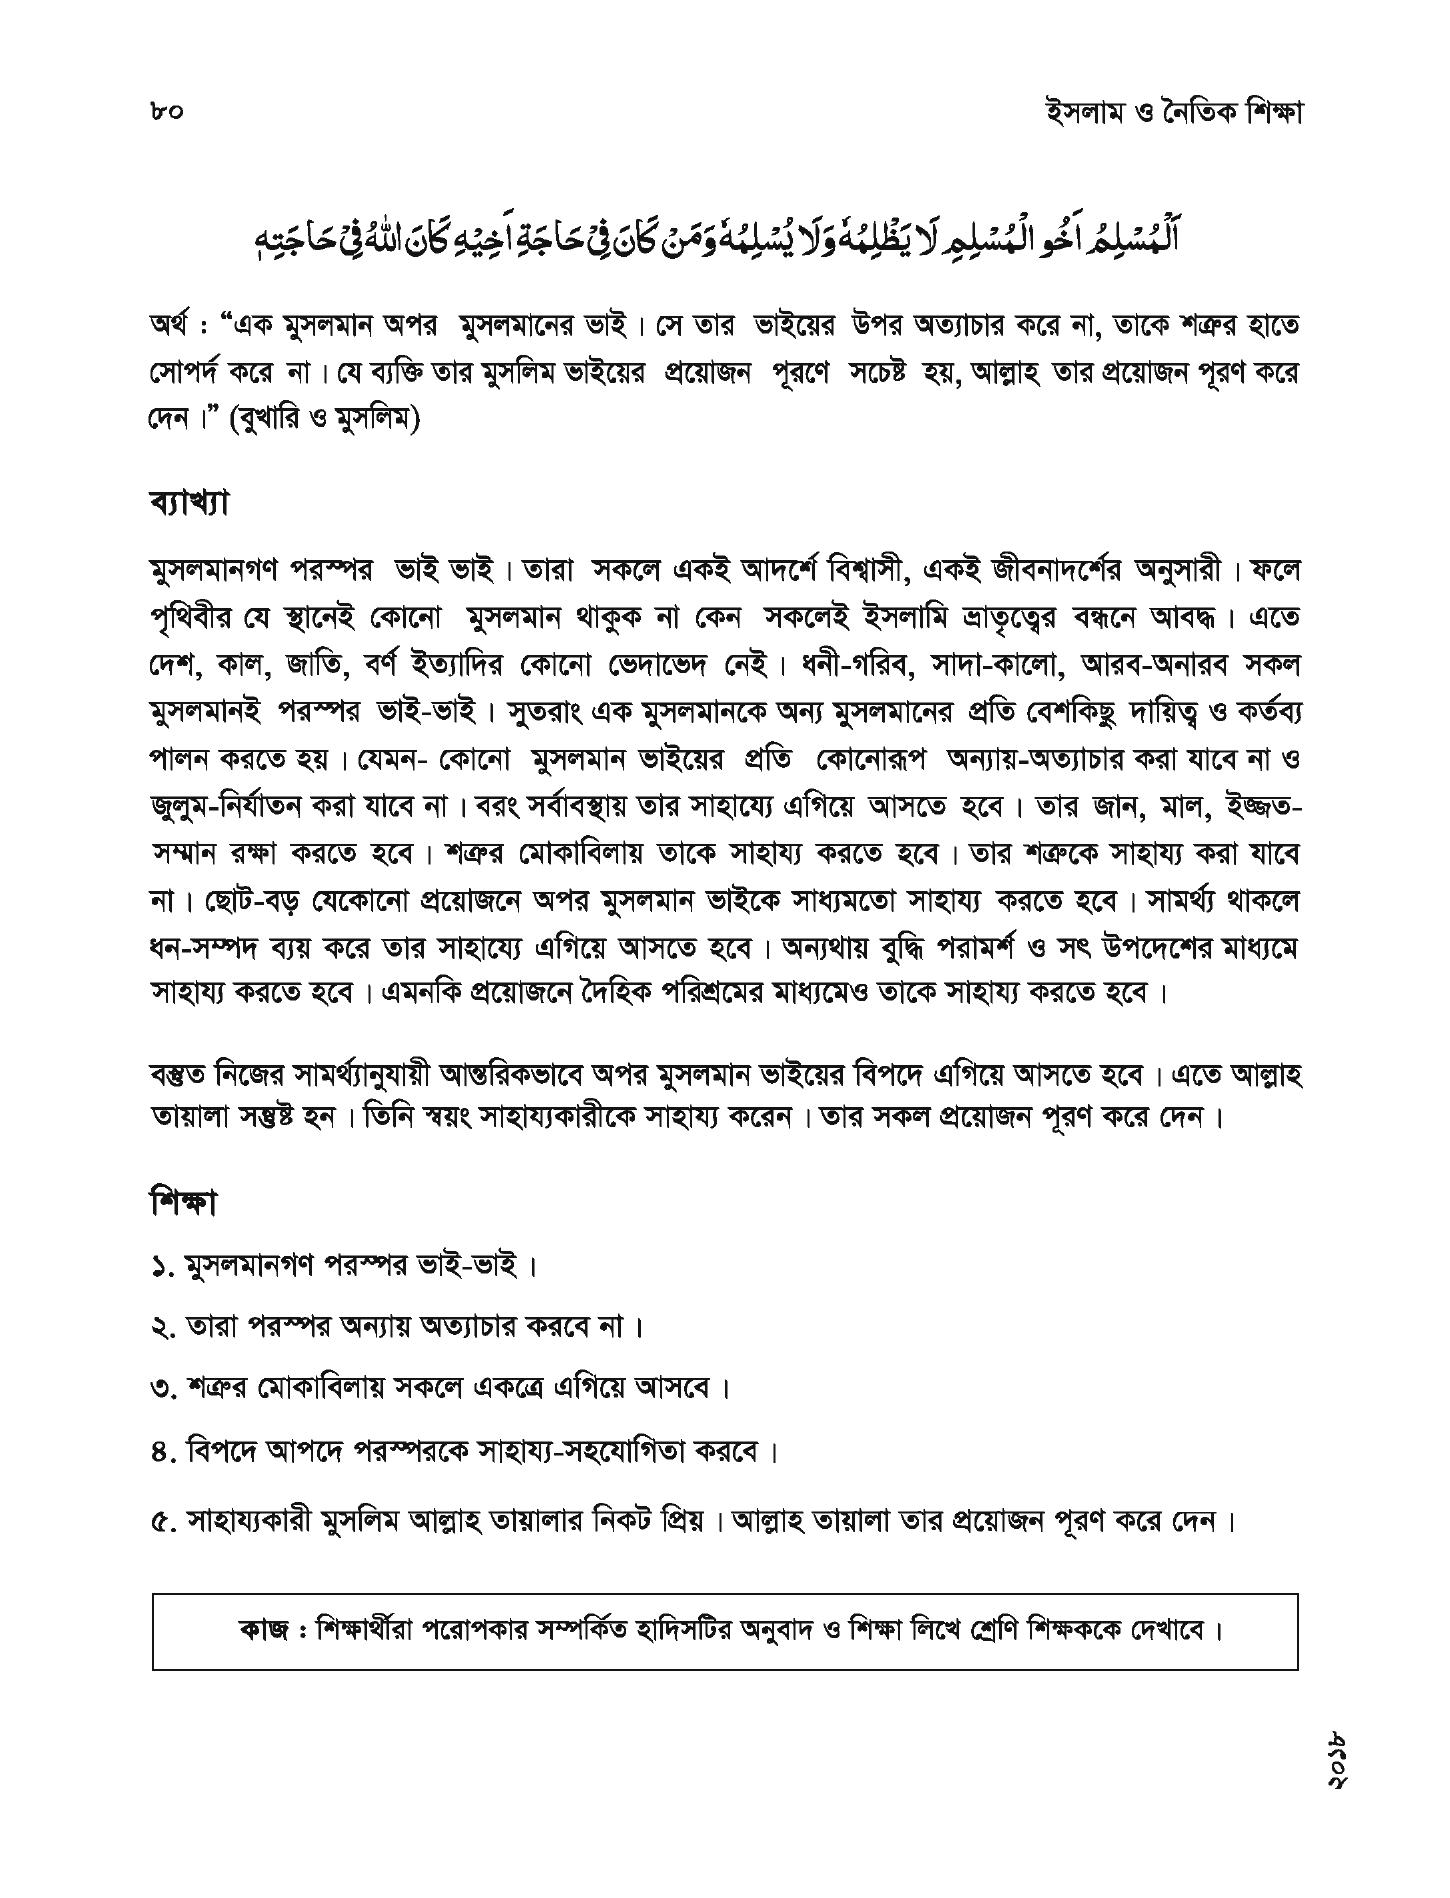 ৮০
ইসলাম ও নৈতিক শিক্ষা
اَلْمُسْلِمُ اَخُو الْمُسْلِمِ لَا يَظْلِمُهٗ وَلَا يُسْلِمُهٗ وَمَنْ كَانَ فِىْ حَاجَةِ اَخِيْهِ كَانَ اللهُ فِىْ حَاجَتِهٖ
অর্থ : “এক মুসলমান অপর মুসলমানের ভাই। সে তার ভাইয়ের উপর অত্যাচার করে না, তাকে শত্রুর হাতে
সোপর্দ করে না। যে ব্যক্তি তার মুসলিম ভাইয়ের প্রয়োজন পূরণে সচেষ্ট হয়, আল্লাহ তার প্রয়োজন পূরণ করে
দেন।” (বুখারি ও মুসলিম)
ব্যাখ্যা
মুসলমানগণ পরস্পর ভাই ভাই। তারা সকলে একই আদর্শে বিশ্বাসী, একই জীবনাদর্শের অনুসারী। ফলে
পৃথিবীর যে স্থানেই কোনো মুসলমান থাকুক না কেন সকলেই ইসলামি ভ্রাতৃত্বের বন্ধনে আবদ্ধ। এতে
দেশ, কাল, জাতি, বর্ণ ইত্যাদির কোনো ভেদাভেদ নেই। ধনী-গরিব, সাদা-কালো, আরব-অনারব সকল
মুসলমানই পরস্পর ভাই-ভাই। সুতরাং এক মুসলমানকে অন্য মুসলমানের প্রতি বেশকিছু দায়িত্ব ও কর্তব্য
পালন করতে হয়। যেমন- কোনো মুসলমান ভাইয়ের প্রতি কোনোরূপ অন্যায়-অত্যাচার করা যাবে না ও
জুলুম-নির্যাতন করা যাবে না। বরং সর্বাবস্থায় তার সাহায্যে এগিয়ে আসতে হবে। তার জান, মাল, ইজ্জত-
সম্মান রক্ষা করতে হবে। শত্রুর মোকাবিলায় তাকে সাহায্য করতে হবে। তার শত্রুকে সাহায্য করা যাবে
না। ছোট-বড় যেকোনো প্রয়োজনে অপর মুসলমান ভাইকে সাধ্যমতো সাহায্য করতে হবে। সামর্থ্য থাকলে
ধন-সম্পদ ব্যয় করে তার সাহায্যে এগিয়ে আসতে হবে। অন্যথায় বুদ্ধি পরামর্শ ও সৎ উপদেশের মাধ্যমে
সাহায্য করতে হবে। এমনকি প্রয়োজনে দৈহিক পরিশ্রমের মাধ্যমেও তাকে সাহায্য করতে হবে।
বস্তুত নিজের সামর্থ্যানুযায়ী আন্তরিকভাবে অপর মুসলমান ভাইয়ের বিপদে এগিয়ে আসতে হবে। এতে আল্লাহ
তায়ালা সন্তুষ্ট হন। তিনি স্বয়ং সাহায্যকারীকে সাহায্য করেন। তার সকল প্রয়োজন পূরণ করে দেন।
শিক্ষা
১. মুসলমানগণ পরস্পর ভাই-ভাই।
২. তারা পরস্পর অন্যায় অত্যাচার করবে না।
৩. শত্রুর মোকাবিলায় সকলে একত্রে এগিয়ে আসবে।
৪. বিপদে আপদে পরস্পরকে সাহায্য-সহযোগিতা করবে।
৫. সাহায্যকারী মুসলিম আল্লাহ তায়ালার নিকট প্রিয়। আল্লাহ তায়ালা তার প্রয়োজন পূরণ করে দেন।
কাজ : শিক্ষার্থীরা পরোপকার সম্পর্কিত হাদিসটির অনুবাদ ও শিক্ষা লিখে শ্রেণি শিক্ষককে দেখাবে।
২০১৮